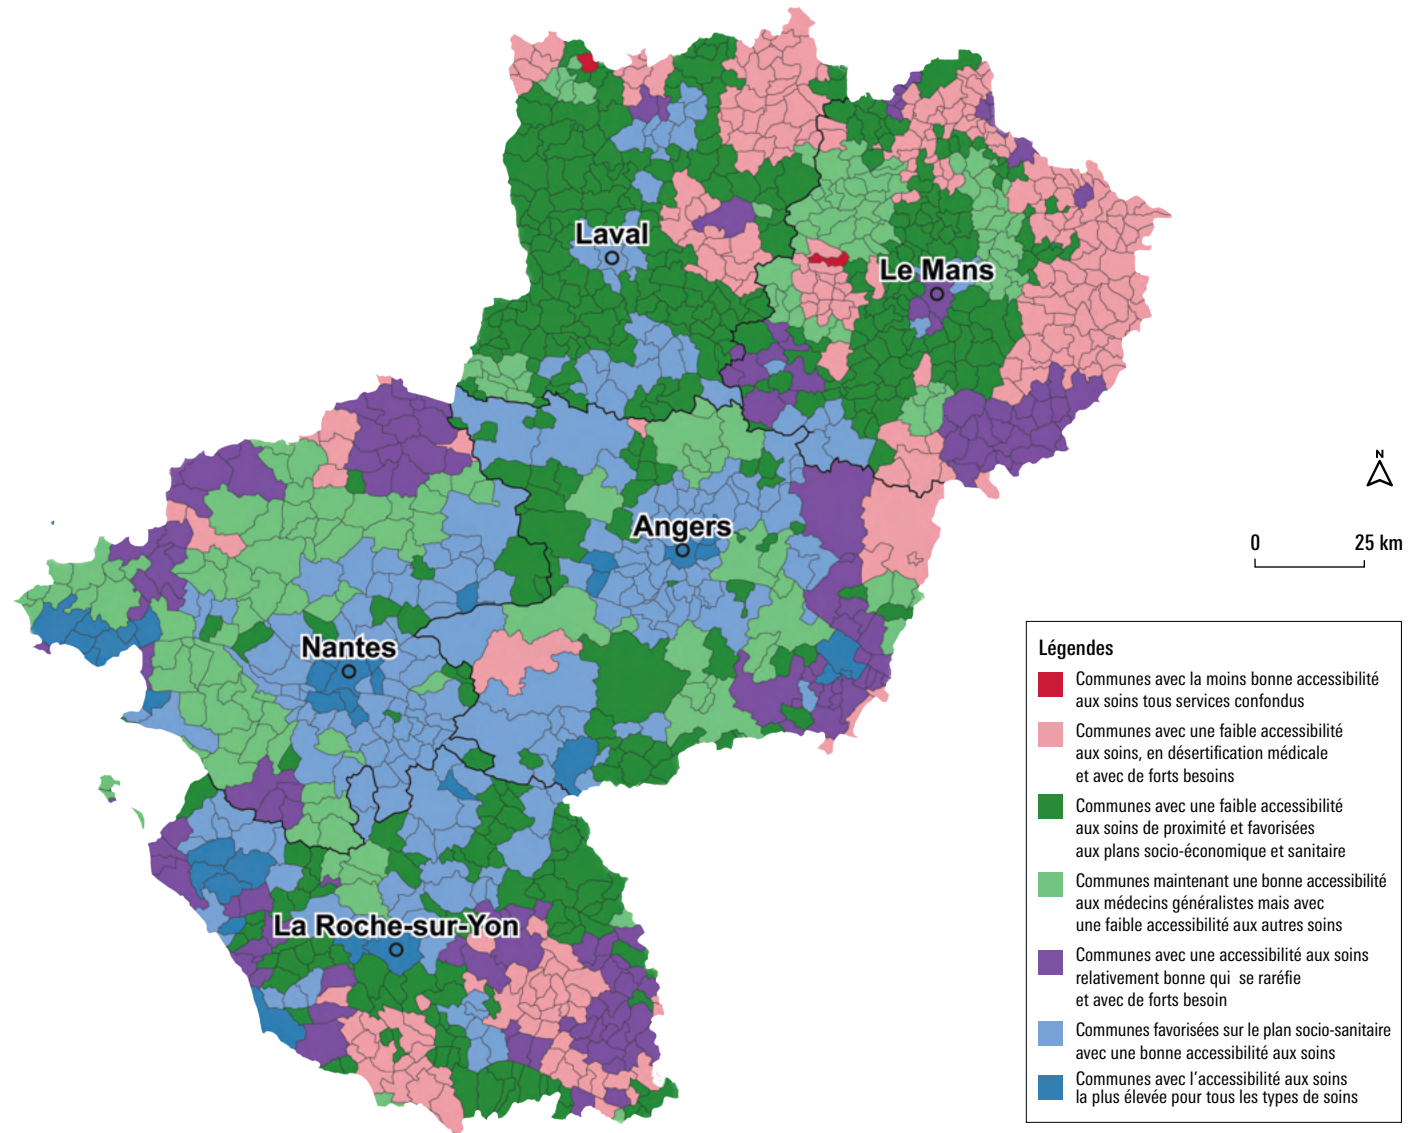 Laval
Le Mans
Angers
Nantes
La Roche-sur-Yon
N
0 25 km
Légendes
Communes avec la moins bonne accessibilité
aux soins tous services confondus
Communes avec une faible accessibilité
aux soins, en désertification médicale
et avec de forts besoins
Communes avec une faible accessibilité
aux soins de proximité et favorisées
aux plans socio-économique et sanitaire
Communes maintenant une bonne accessibilité
aux médecins généralistes mais avec
une faible accessibilité aux autres soins
Communes avec une accessibilité aux soins
relativement bonne qui se raréfie
et avec de forts besoin
Communes favorisées sur le plan socio-sanitaire
avec une bonne accessibilité aux soins
Communes avec l'accessibilité aux soins
la plus élevée pour tous les types de soins